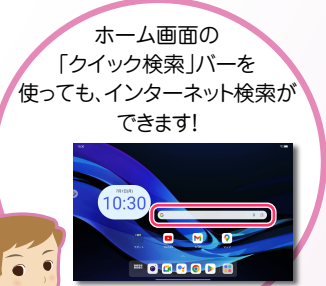 ホーム画面の
「クイック検索」バーを
使っても、インターネット検索が
できます!
10:30